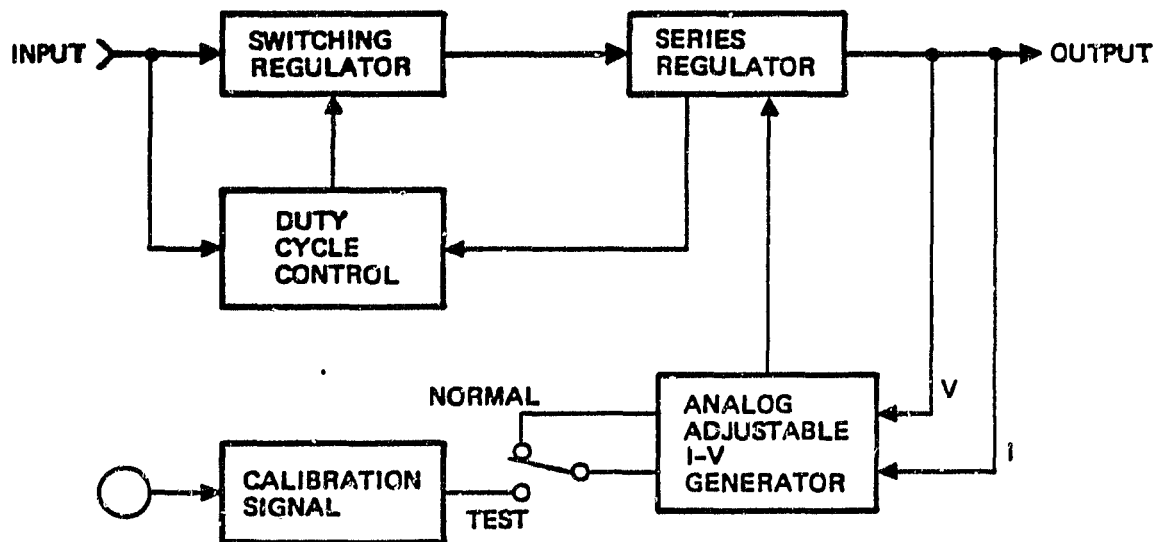 INPUT
SWITCHING
REGULATOR
SERIES
REGULATOR
OUTPUT
DUTY
CYCLE
CONTROL
NORMAL
V
ANALOG
ADJUSTABLE
I-V
GENERATOR
I
CALIBRATION
SIGNAL
TEST